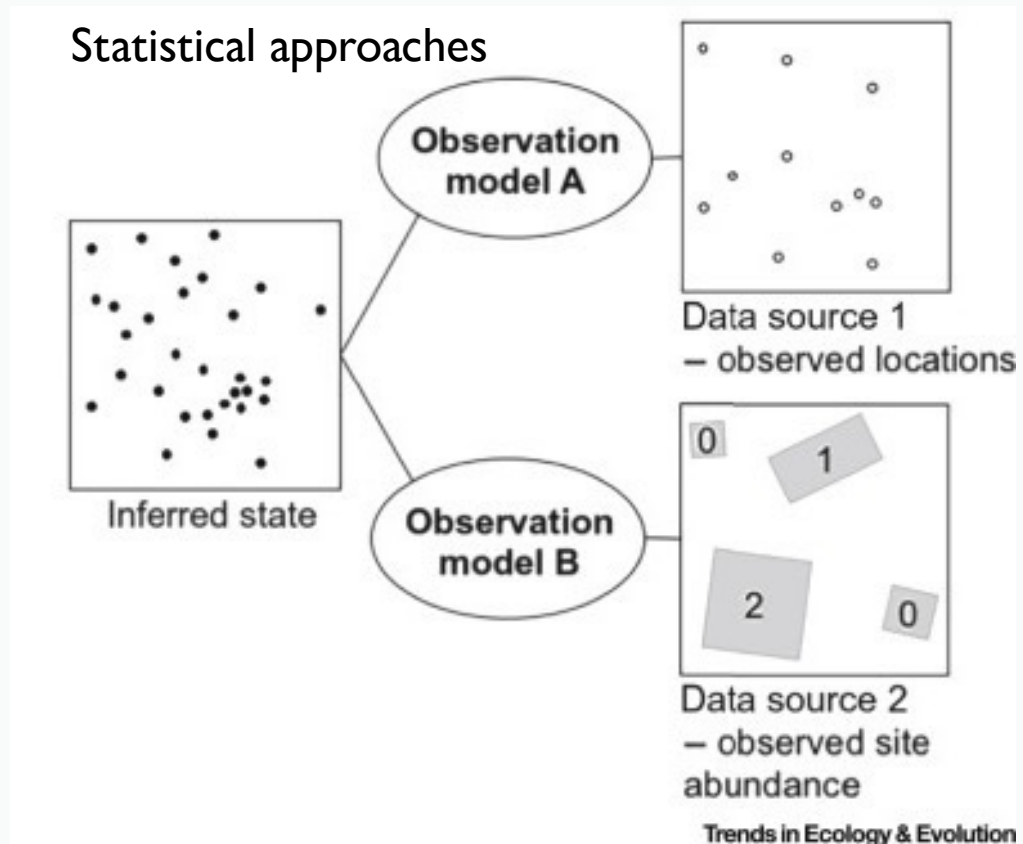 Statistical approaches
Observation
model A
Data source 1
– observed locations
Inferred state
Observation
model B
0
1
2
0
Data source 2
– observed site
abundance
Trends in Ecology & Evolution